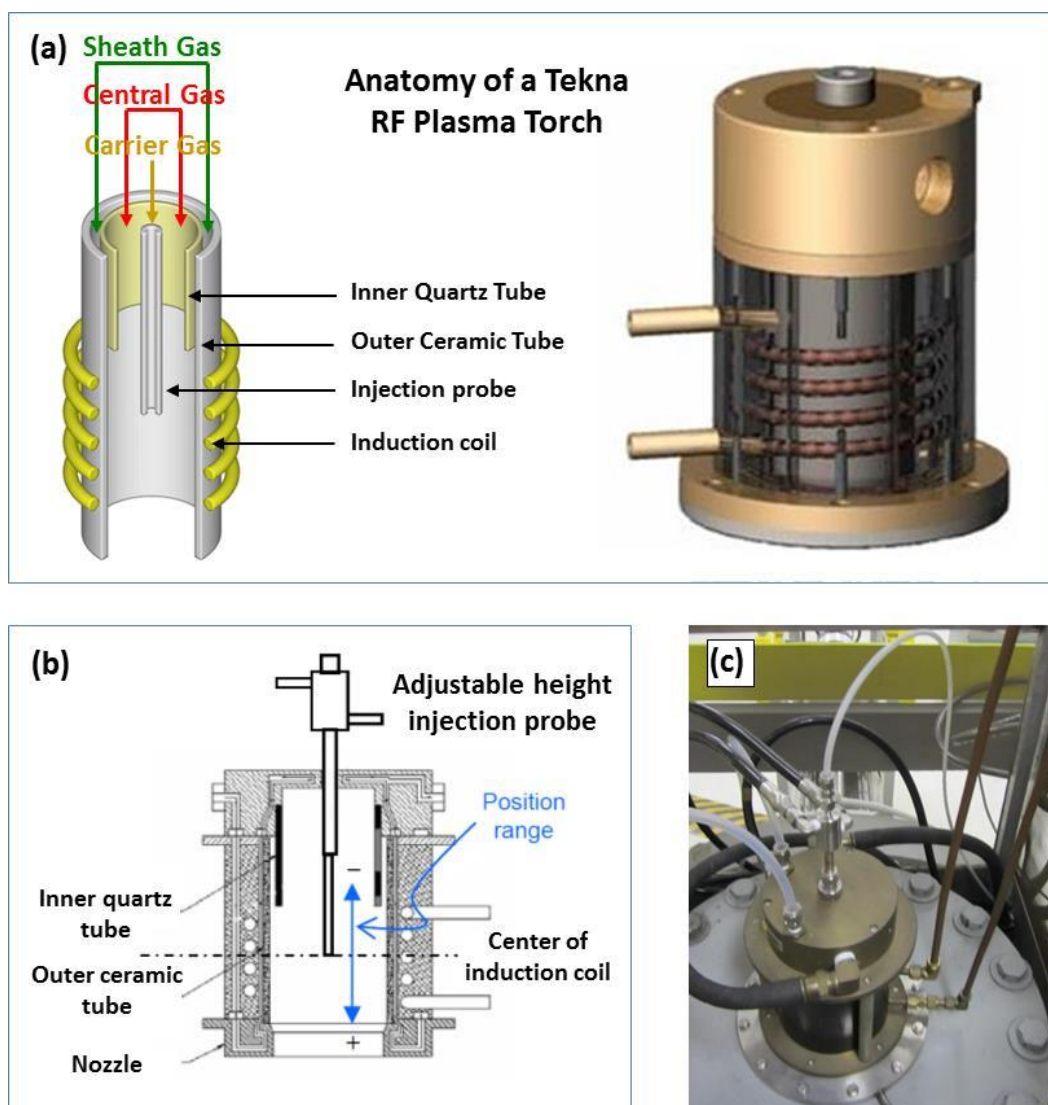 (a)
Sheath Gas
Central Gas
Carrier Gas
Anatomy of a Tekna
RF Plasma Torch
Inner Quartz Tube
Outer Ceramic Tube
Injection probe
Induction coil
(b)
Adjustable height
injection probe
Position
range
−
Inner quartz
tube
Outer ceramic
tube
Center of
induction coil
+
Nozzle
(c)